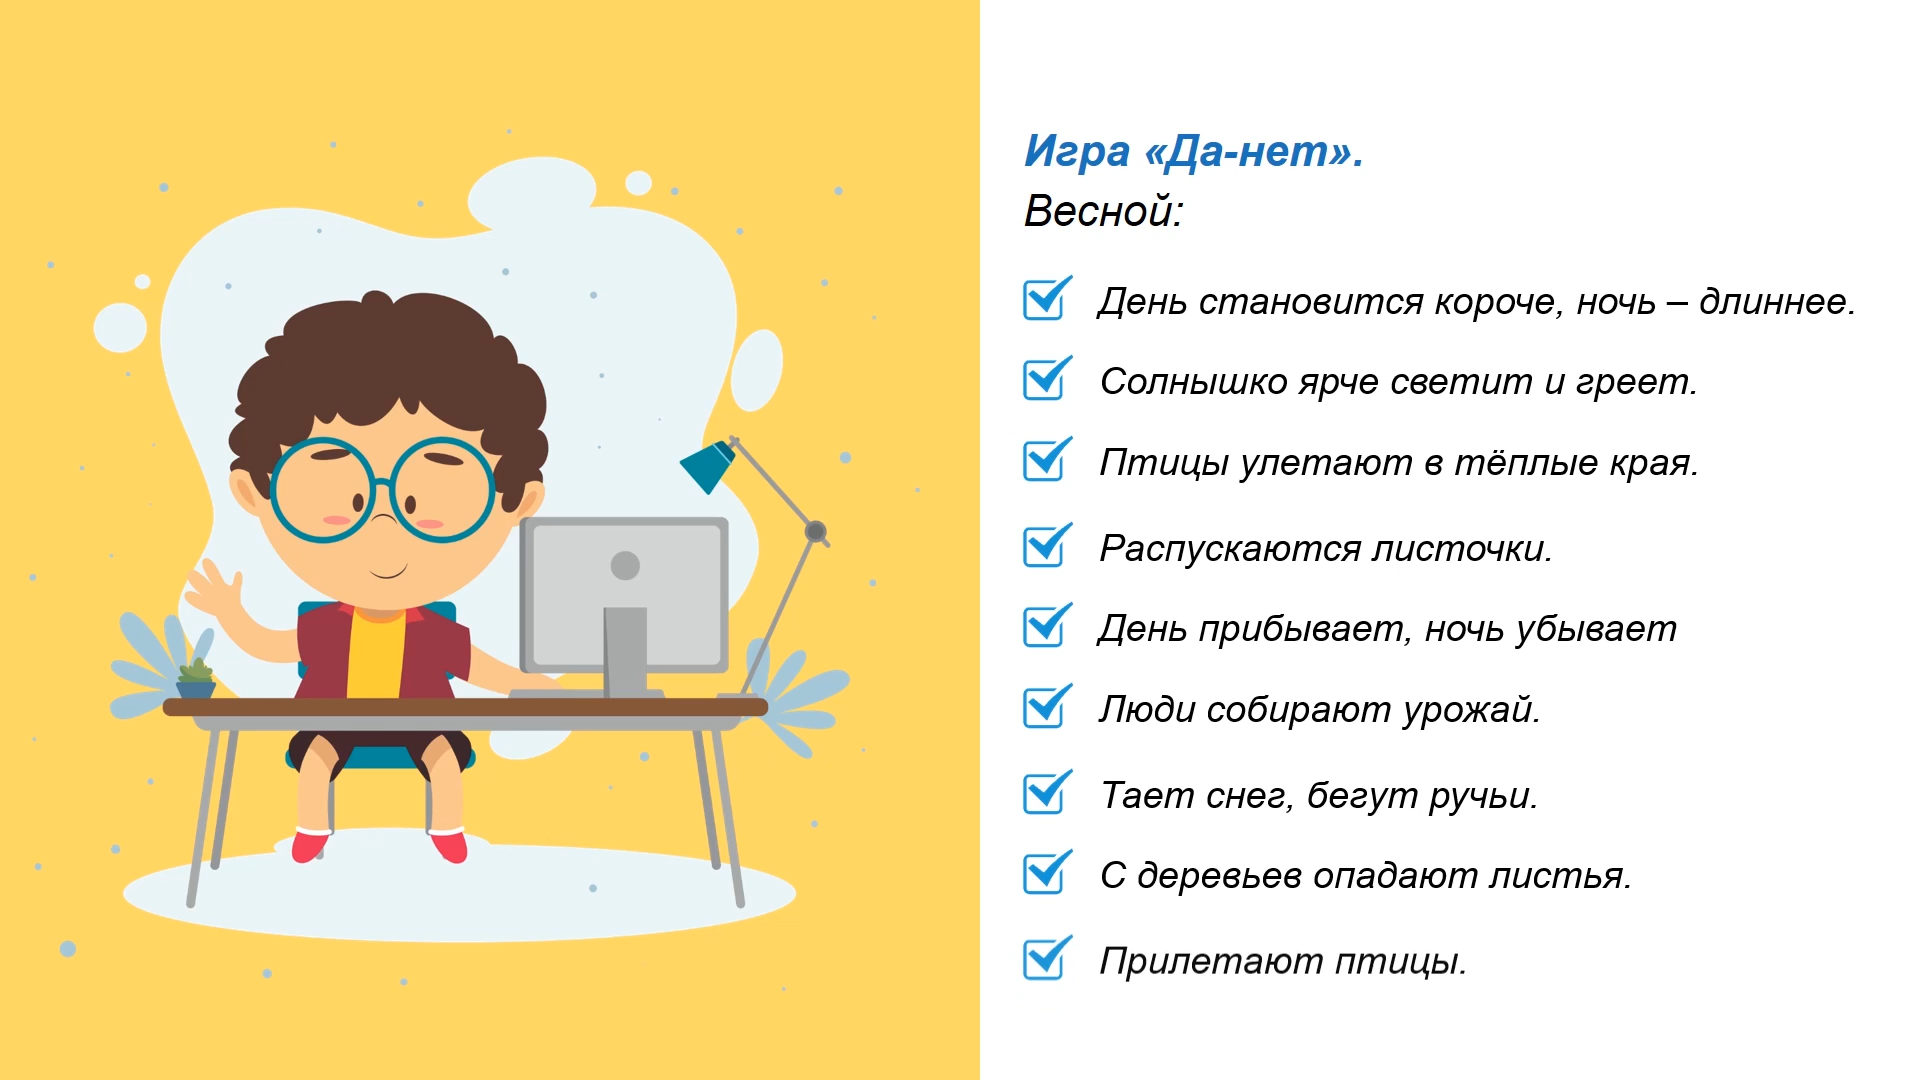 Игра «Да-нет».
Весной:
День становится короче, ночь – длиннее.
Солнышко ярче светит и греет.
Птицы улетают в тёплые края.
Распускаются листочки.
День прибывает, ночь убывает
Люди собирают урожай.
Тает снег, бегут ручьи.
С деревьев опадают листья.
Прилетают птицы.